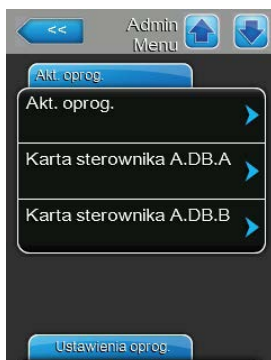 << Admin
Menu
Akt. oprog.
Akt. oprog.
Karta sterownika A.DB.A
Karta sterownika A.DB.B
Ustawienia oprog.